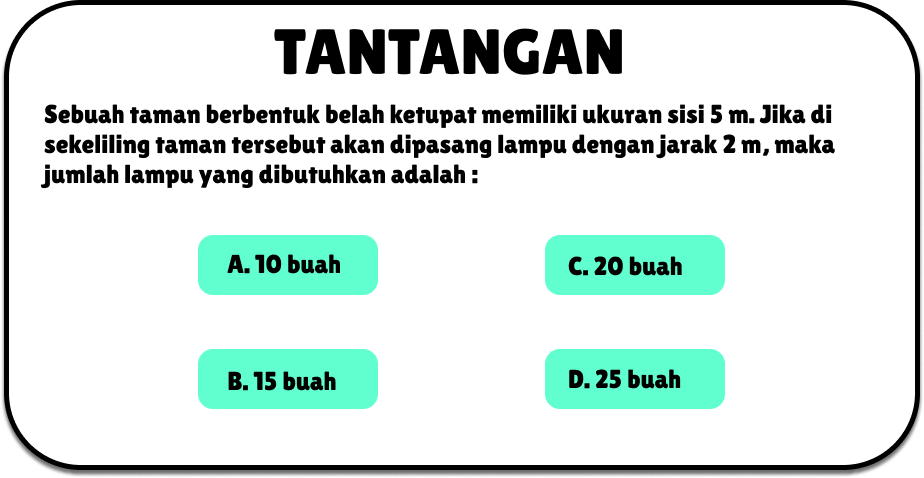 TANTANGAN
Sebuah taman berbentuk belah ketupat memiliki ukuran sisi 5 m. Jika di
sekeliling taman tersebut akan dipasang lampu dengan jarak 2 m, maka
jumlah lampu yang dibutuhkan adalah :
A. 10 buah
C. 20 buah
B. 15 buah
D. 25 buah